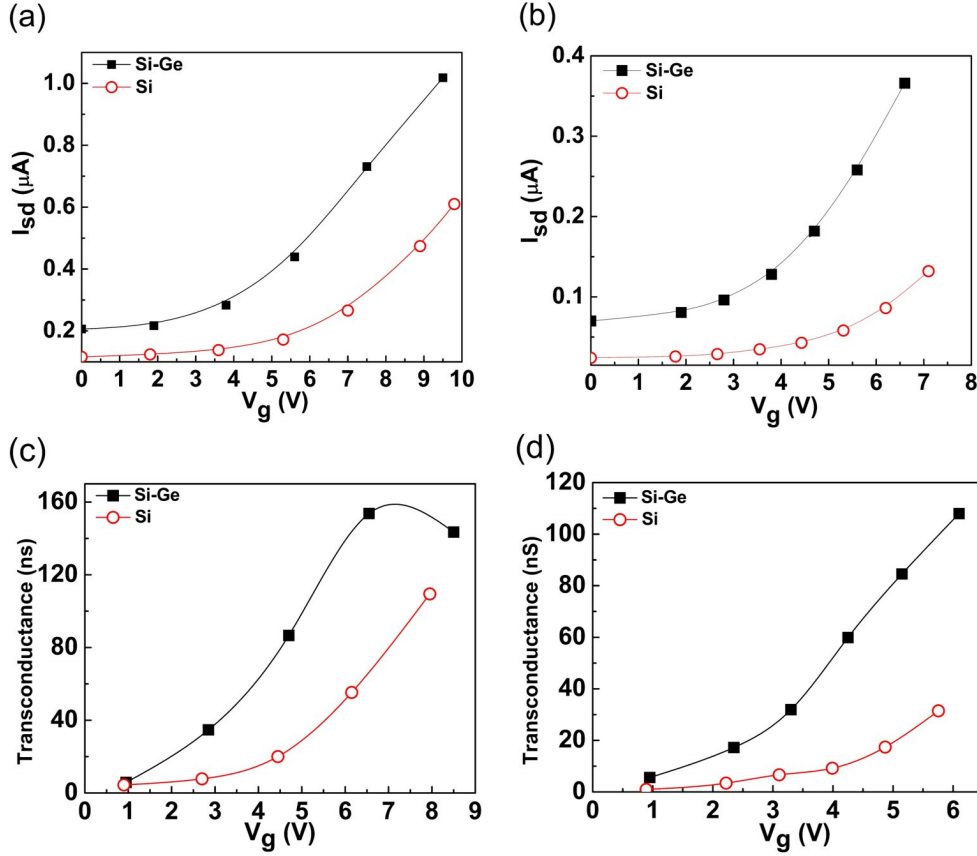 (a)
Si-Ge
Si
1.0
0.8
0.6
0.4
0.2
I_sd (μA)
0 1 2 3 4 5 6 7 8 9 10
V_g (V)
(b)
Si-Ge
Si
0.4
0.3
0.2
0.1
I_sd (μA)
0 1 2 3 4 5 6 7 8
V_g (V)
(c)
Si-Ge
Si
160
120
80
40
0
Transconductance (ns)
0 1 2 3 4 5 6 7 8 9
V_g (V)
(d)
Si-Ge
Si
120
100
80
60
40
20
0
Transconductance (nS)
0 1 2 3 4 5 6
V_g (V)